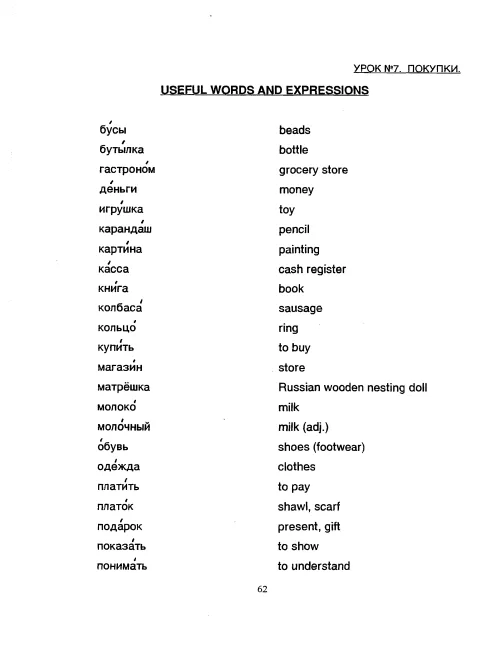 УРОК №7. ПОКУПКИ.
USEFUL WORDS AND EXPRESSIONS
бу́сы beads
буты́лка bottle
гастроно́м grocery store
де́ньги money
игру́шка toy
каранда́ш pencil
карти́на painting
ка́сса cash register
кни́га book
колбаса́ sausage
кольцо́ ring
купи́ть to buy
магази́н store
матрёшка Russian wooden nesting doll
молоко́ milk
моло́чный milk (adj.)
о́бувь shoes (footwear)
оде́жда clothes
плати́ть to pay
плато́к shawl, scarf
пода́рок present, gift
показа́ть to show
понима́ть to understand
62